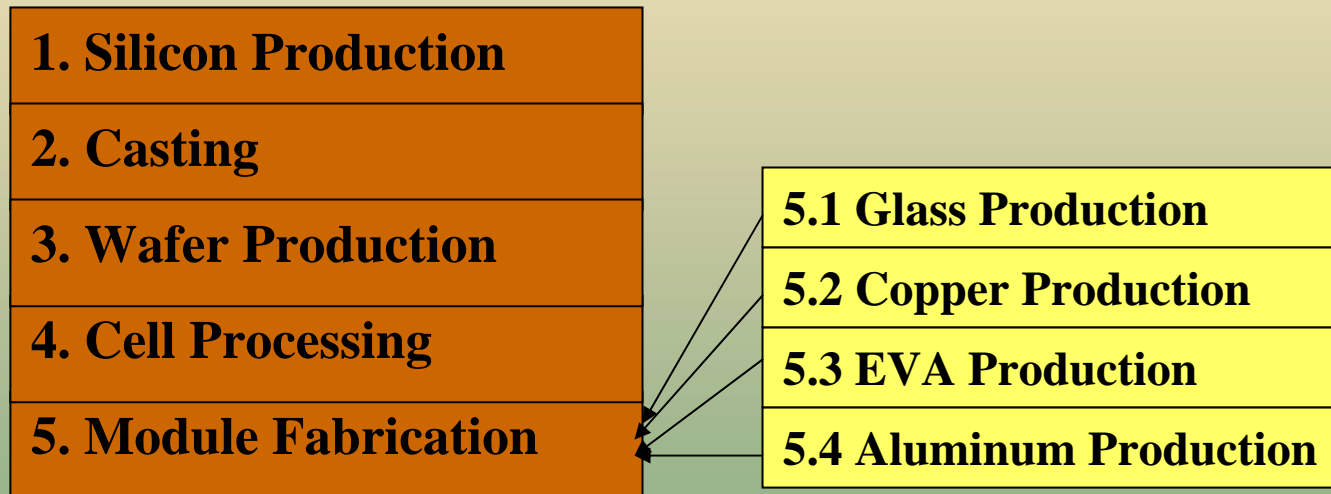 1. Silicon Production
2. Casting
3. Wafer Production
4. Cell Processing
5. Module Fabrication
5.1 Glass Production
5.2 Copper Production
5.3 EVA Production
5.4 Aluminum Production